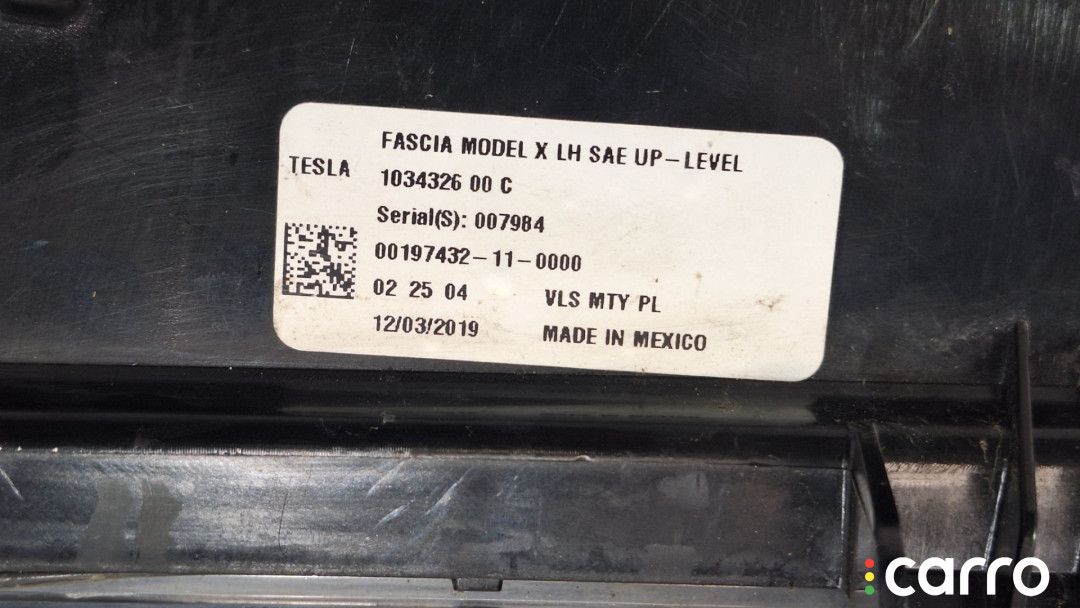 FASCIA MODEL X LH SAE UP-LEVEL
TESLA
1034326 00 C
Serial(S): 007984
00197432-11-0000
02 25 04 VLS MTY PL
12/03/2019 MADE IN MEXICO
carro